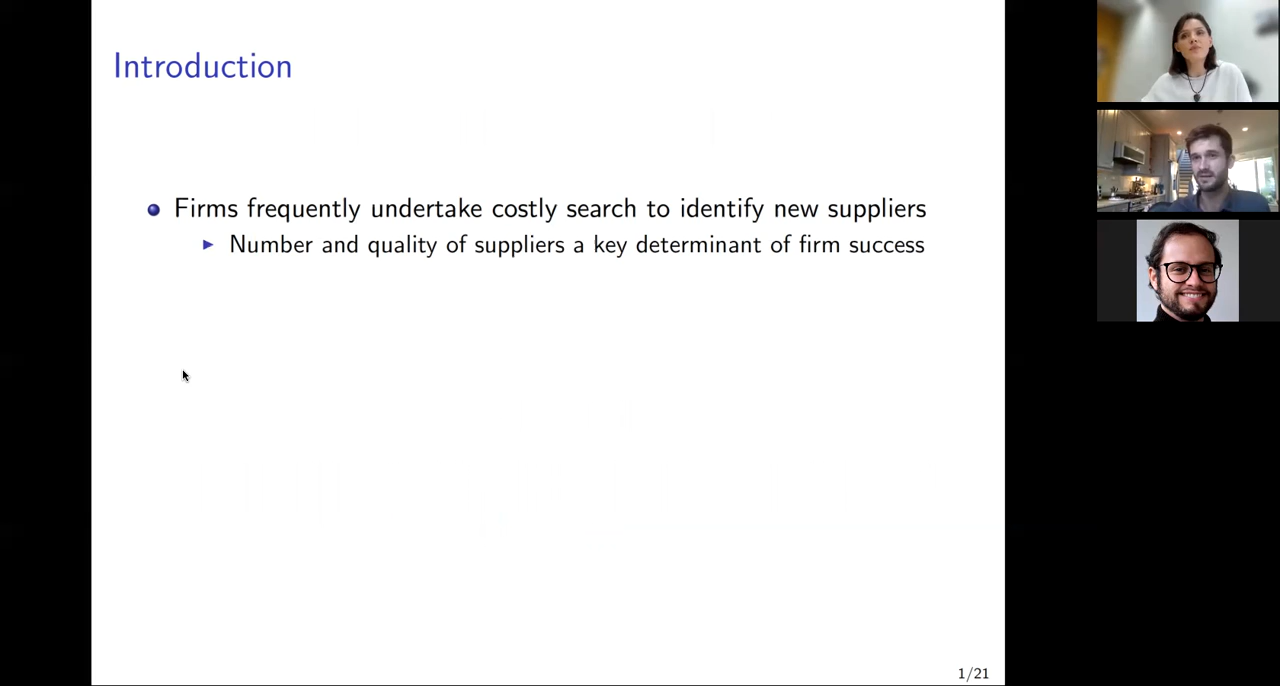 Introduction
Firms frequently undertake costly search to identify new suppliers
Number and quality of suppliers a key determinant of firm success
1/21